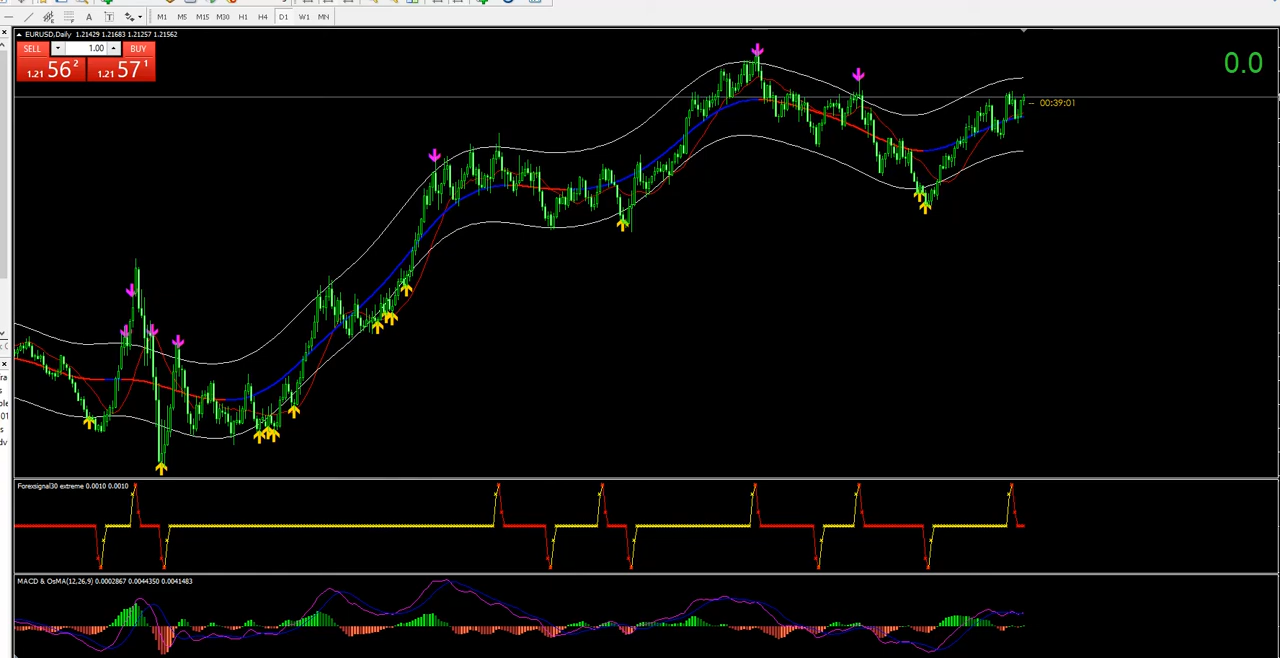 A T M1 M5 M15 M30 H1 H4 D1 W1 MN
EURUSD,Daily 1.21429 1.21683 1.21257 1.21562
SELL 1.00 BUY
1.21 56 2 1.21 57 1
0.0
00:39:01
Forexsignal30 extreme 0.0010 0.0010
MACD & OsMA(12,26,9) 0.0002867 0.0044350 0.0041483